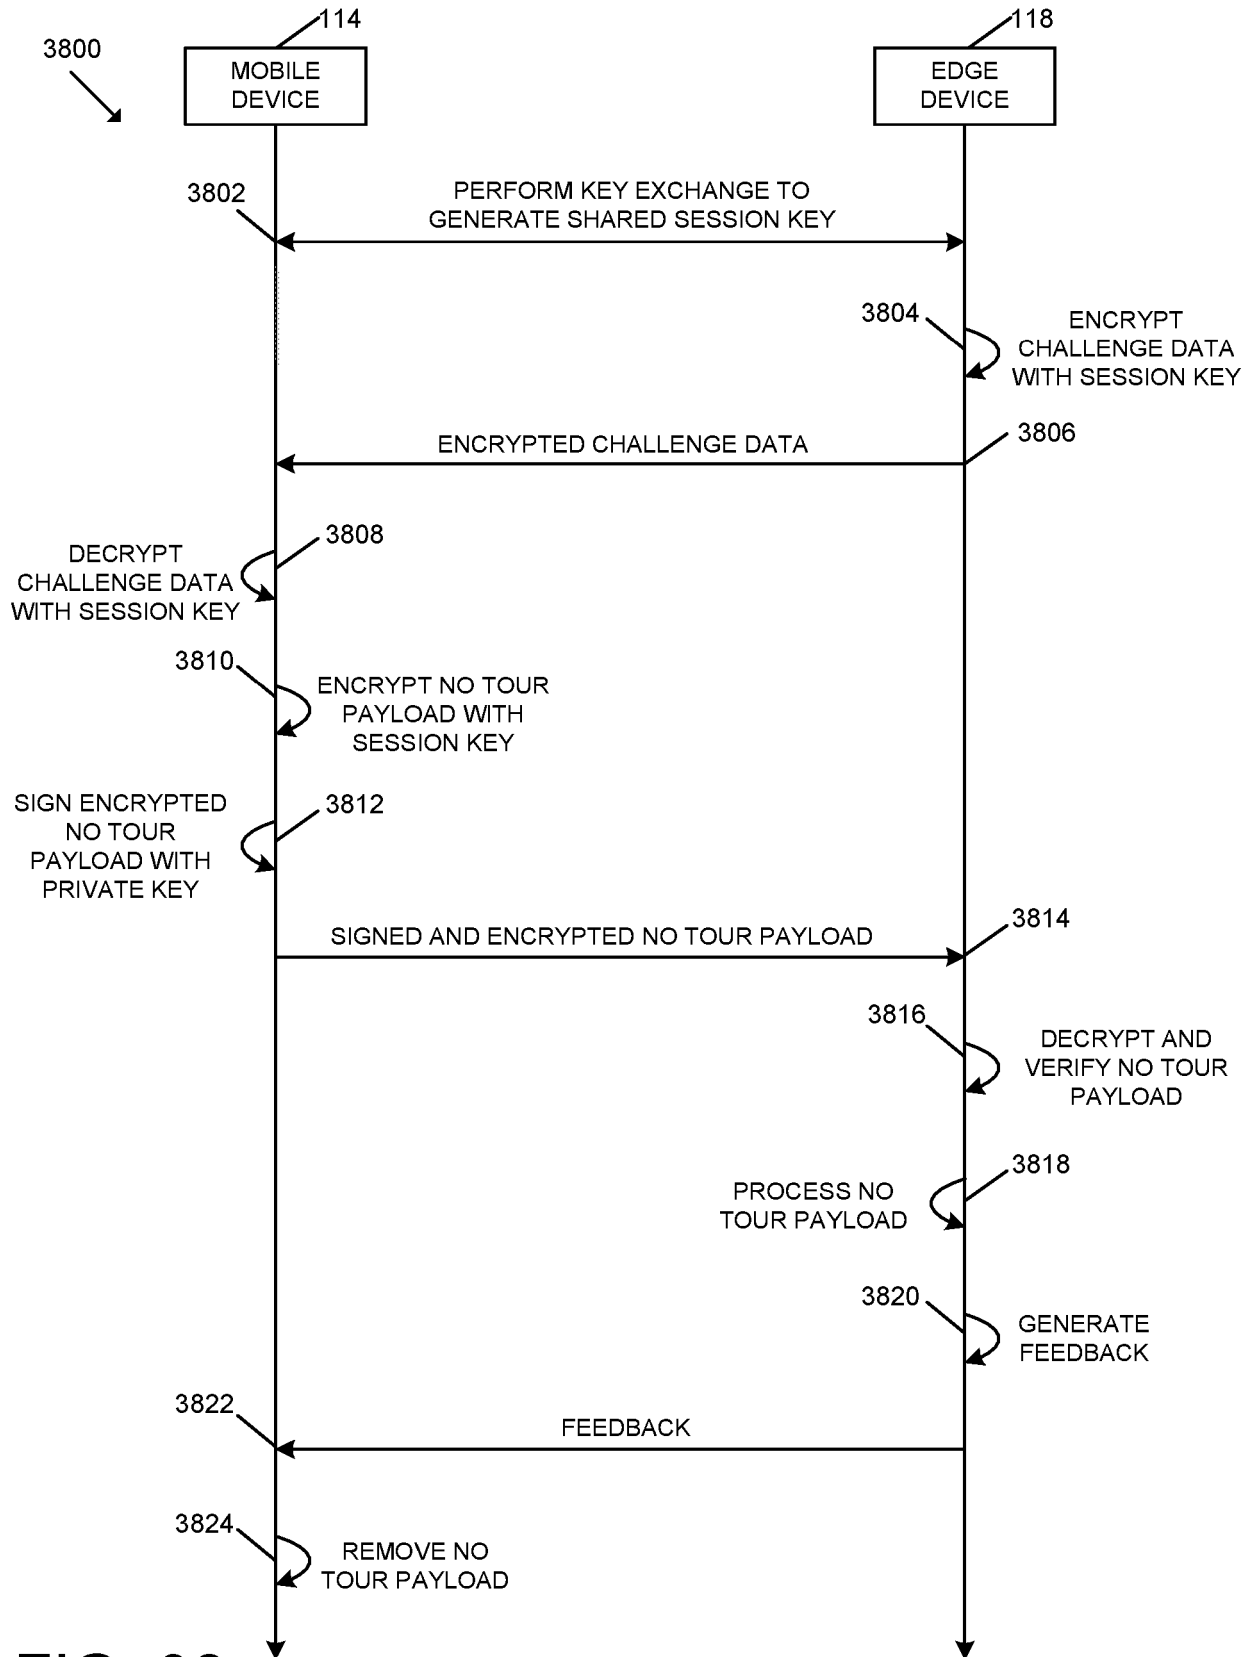 114
118
3800
MOBILE
DEVICE
EDGE
DEVICE
3802
PERFORM KEY EXCHANGE TO
GENERATE SHARED SESSION KEY
3804
ENCRYPT
CHALLENGE DATA
WITH SESSION KEY
ENCRYPTED CHALLENGE DATA
3806
3808
DECRYPT
CHALLENGE DATA
WITH SESSION KEY
3810
ENCRYPT NO TOUR
PAYLOAD WITH
SESSION KEY
SIGN ENCRYPTED
NO TOUR
PAYLOAD WITH
PRIVATE KEY
3812
SIGNED AND ENCRYPTED NO TOUR PAYLOAD
3814
3816
DECRYPT AND
VERIFY NO TOUR
PAYLOAD
PROCESS NO
TOUR PAYLOAD
3818
3820
GENERATE
FEEDBACK
3822
FEEDBACK
3824
REMOVE NO
TOUR PAYLOAD